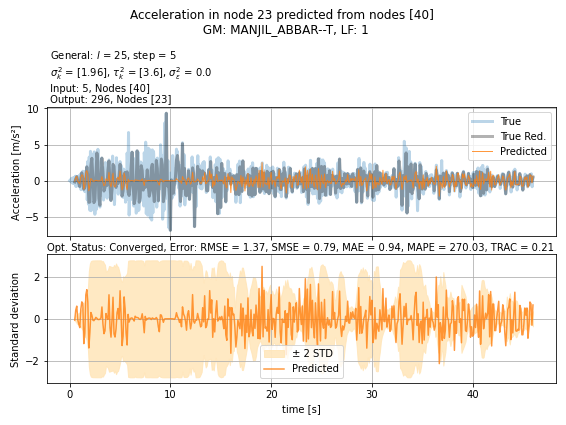 Acceleration in node 23 predicted from nodes [40]
GM: MANJIL_ABBAR--T, LF: 1
General: l = 25, step = 5
σ²ₖ = [1.96], τ²ₖ = [3.6], σ²ε = 0.0
Input: 5, Nodes [40]
Output: 296, Nodes [23]
Acceleration [m/s²]
10
5
0
−5
True
True Red.
Predicted
Opt. Status: Converged, Error: RMSE = 1.37, SMSE = 0.79, MAE = 0.94, MAPE = 270.03, TRAC = 0.21
Standard deviation
2
0
−2
± 2 STD
Predicted
0 10 20 30 40
time [s]